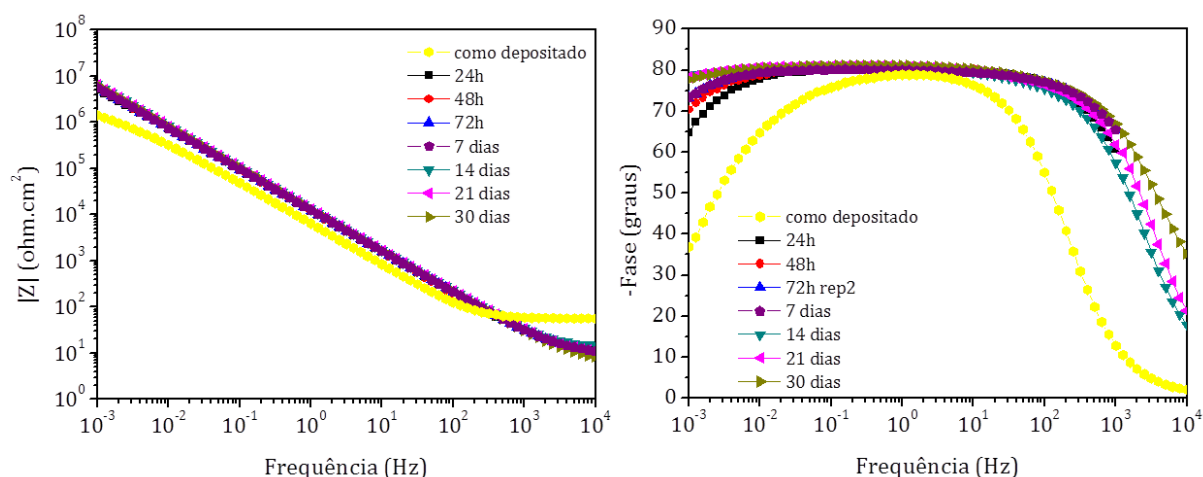 10^8
10^7
10^6
10^5
10^4
10^3
10^2
10^1
10^0
|Z| (ohm.cm^2)
como depositado
24h
48h
72h
7 dias
14 dias
21 dias
30 dias
10^-3 10^-2 10^-1 10^0 10^1 10^2 10^3 10^4
Frequência (Hz)
90
80
70
60
50
40
30
20
10
0
-Fase (graus)
como depositado
24h
48h
72h rep2
7 dias
14 dias
21 dias
30 dias
10^-3 10^-2 10^-1 10^0 10^1 10^2 10^3 10^4
Frequência (Hz)